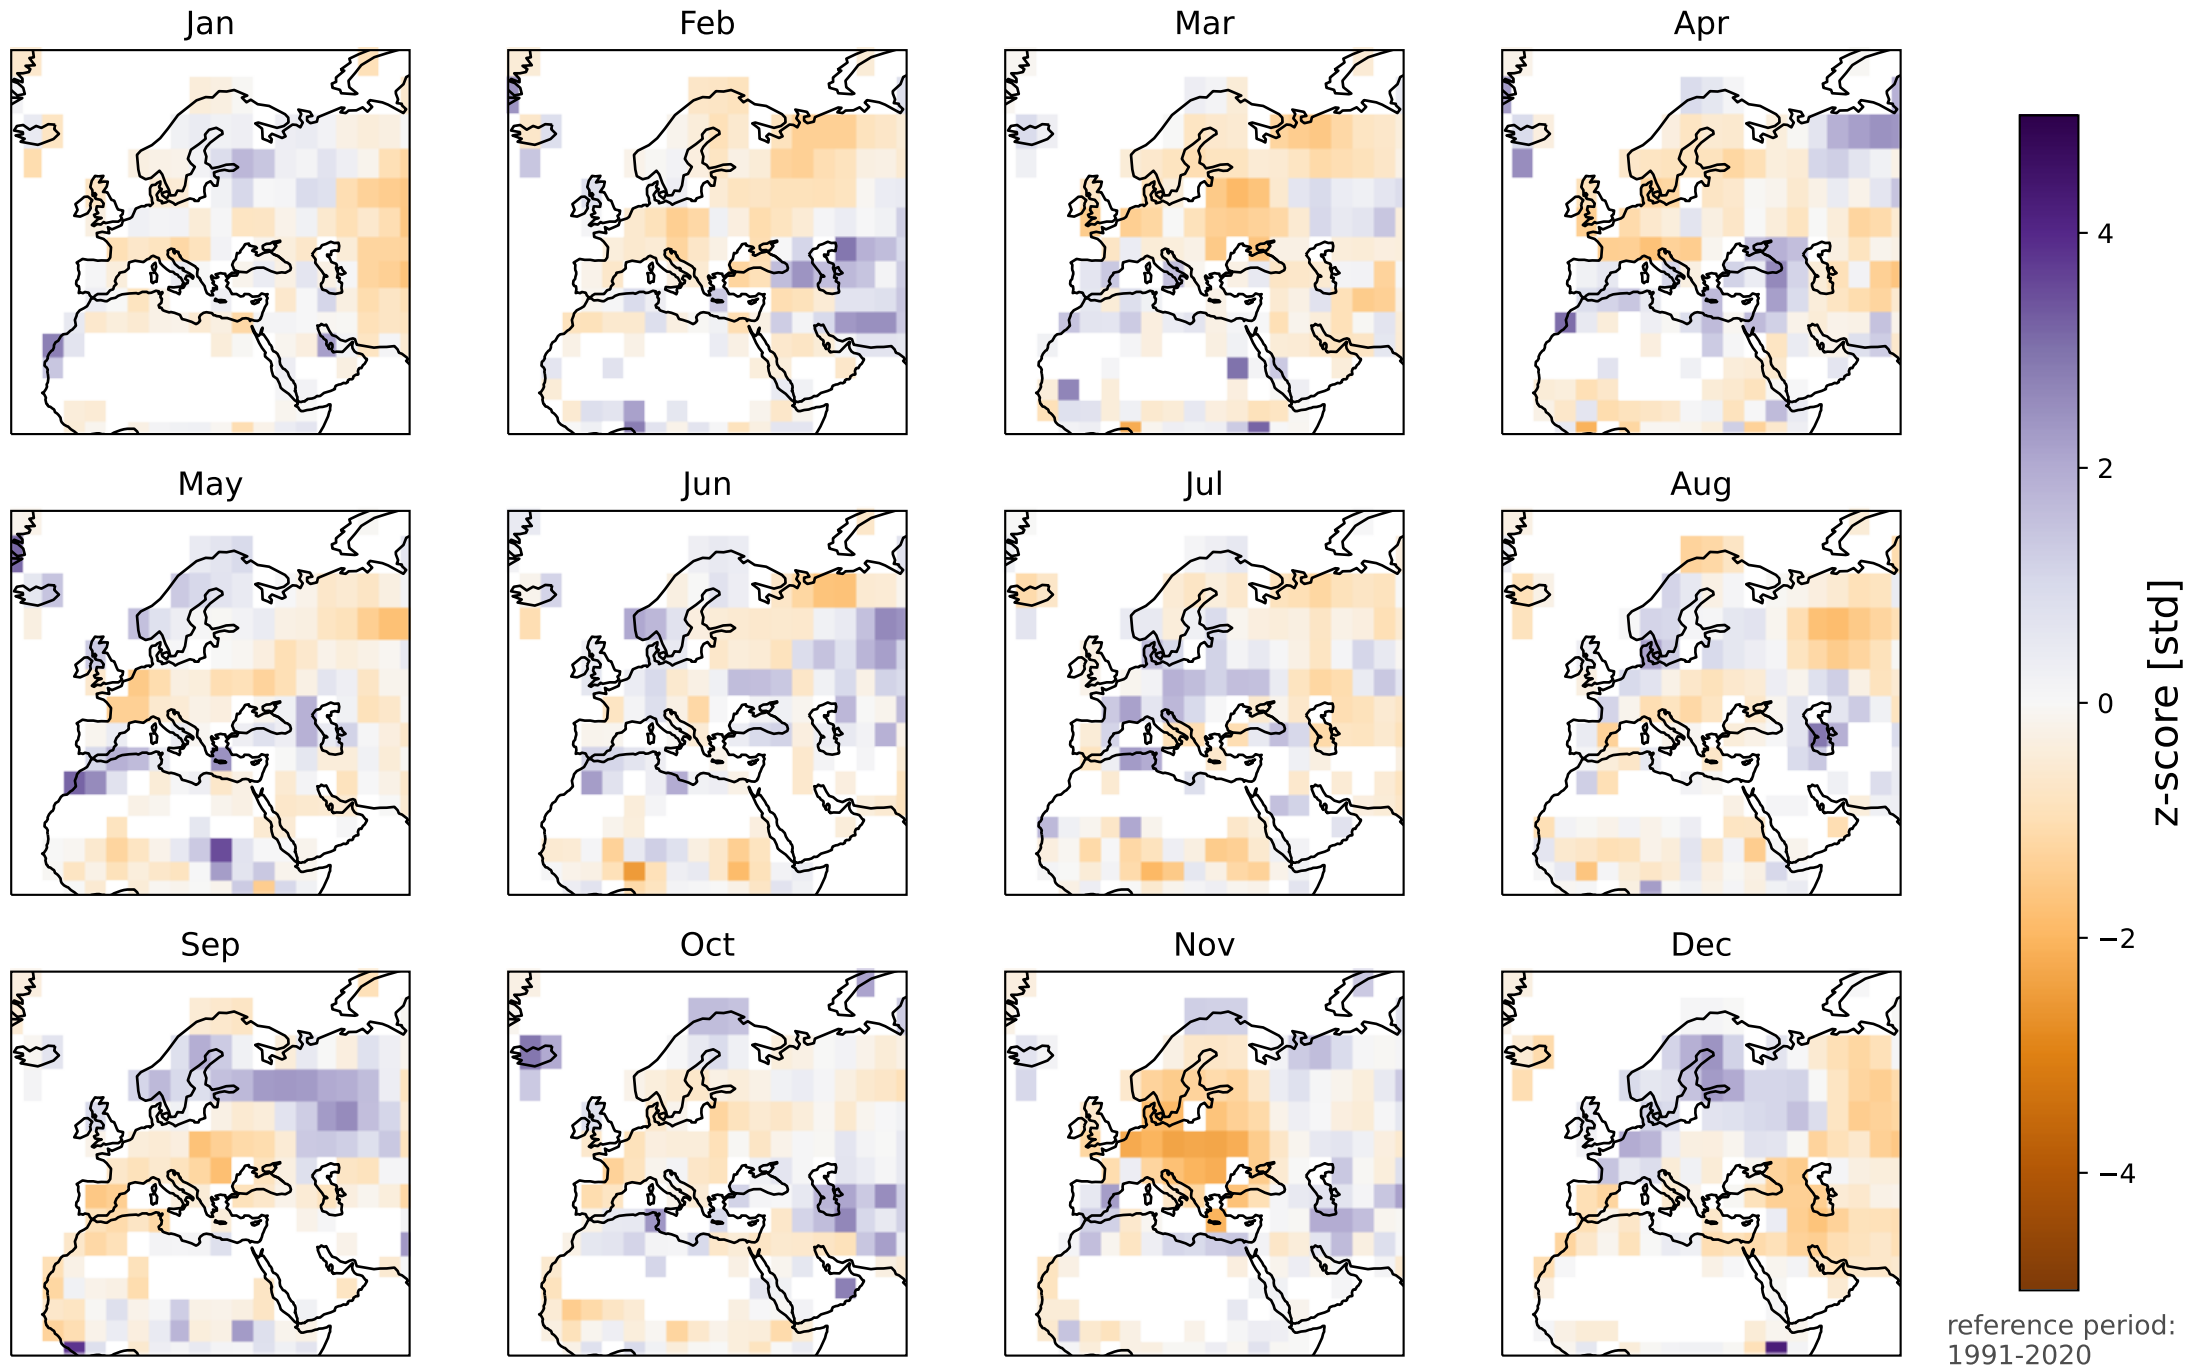 Jan
Feb
Mar
Apr
May
Jun
Jul
Aug
Sep
Oct
Nov
Dec
4
2
0
−2
−4
z-score [std]
reference period:
1991-2020